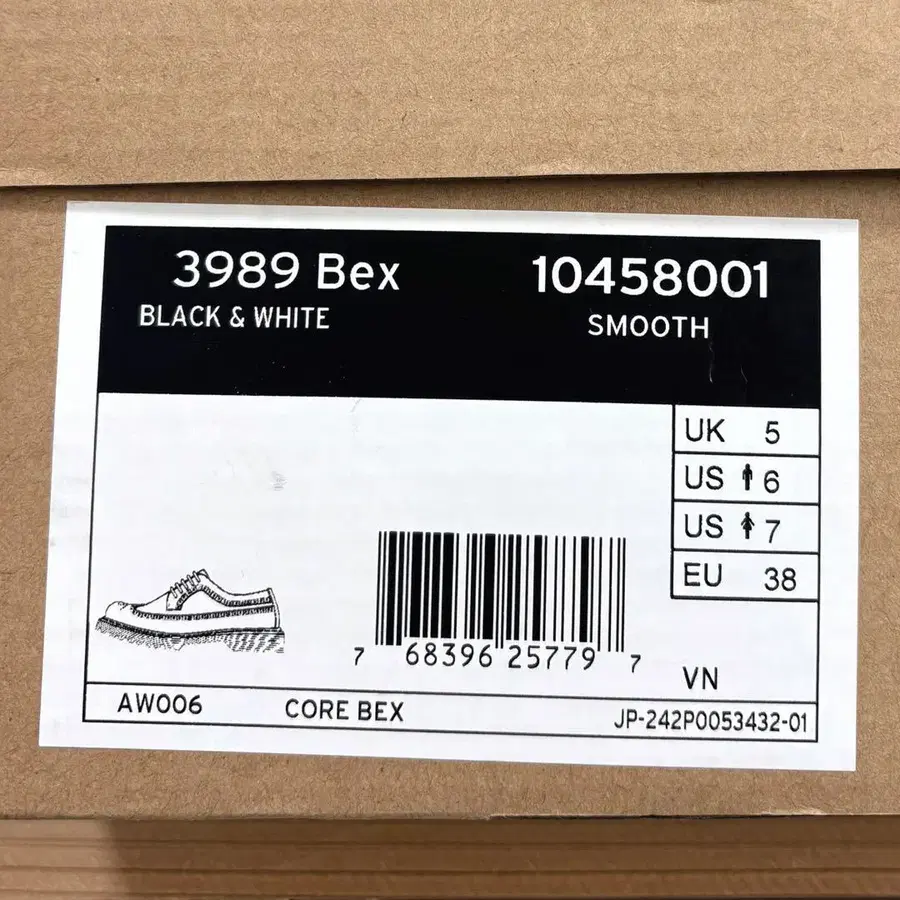 3989 Bex 10458001
BLACK & WHITE SMOOTH
UK 5
US 6
US 7
EU 38
7 68396 25779 7
VN
AW006 CORE BEX JP-242P0053432-01